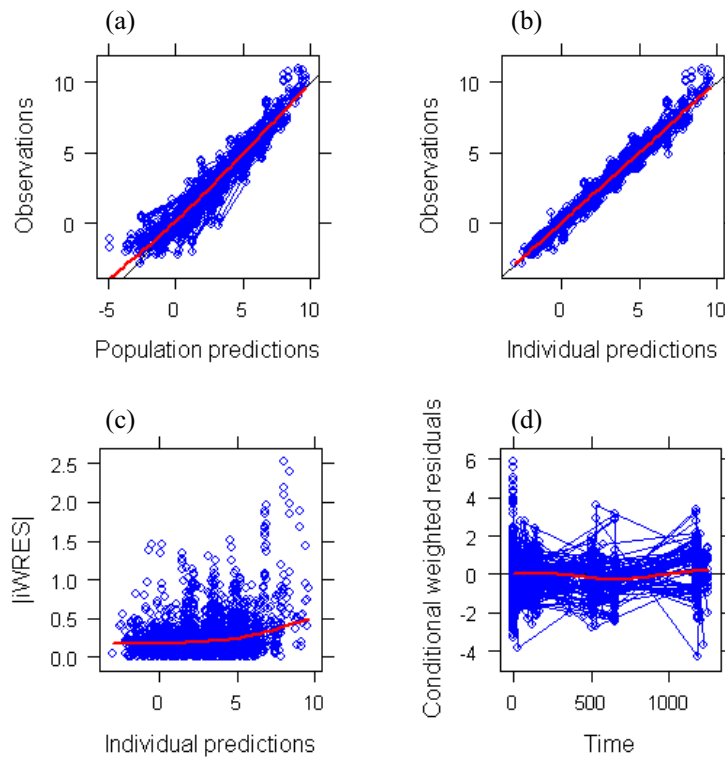 (a)
Observations
10
5
0
-5 0 5 10
Population predictions
(b)
Observations
10
5
0
0 5 10
Individual predictions
(c)
|iWRES|
2.5
2.0
1.5
1.0
0.5
0.0
0 5 10
Individual predictions
(d)
Conditional weighted residuals
6
4
2
0
-2
-4
0 500 1000
Time